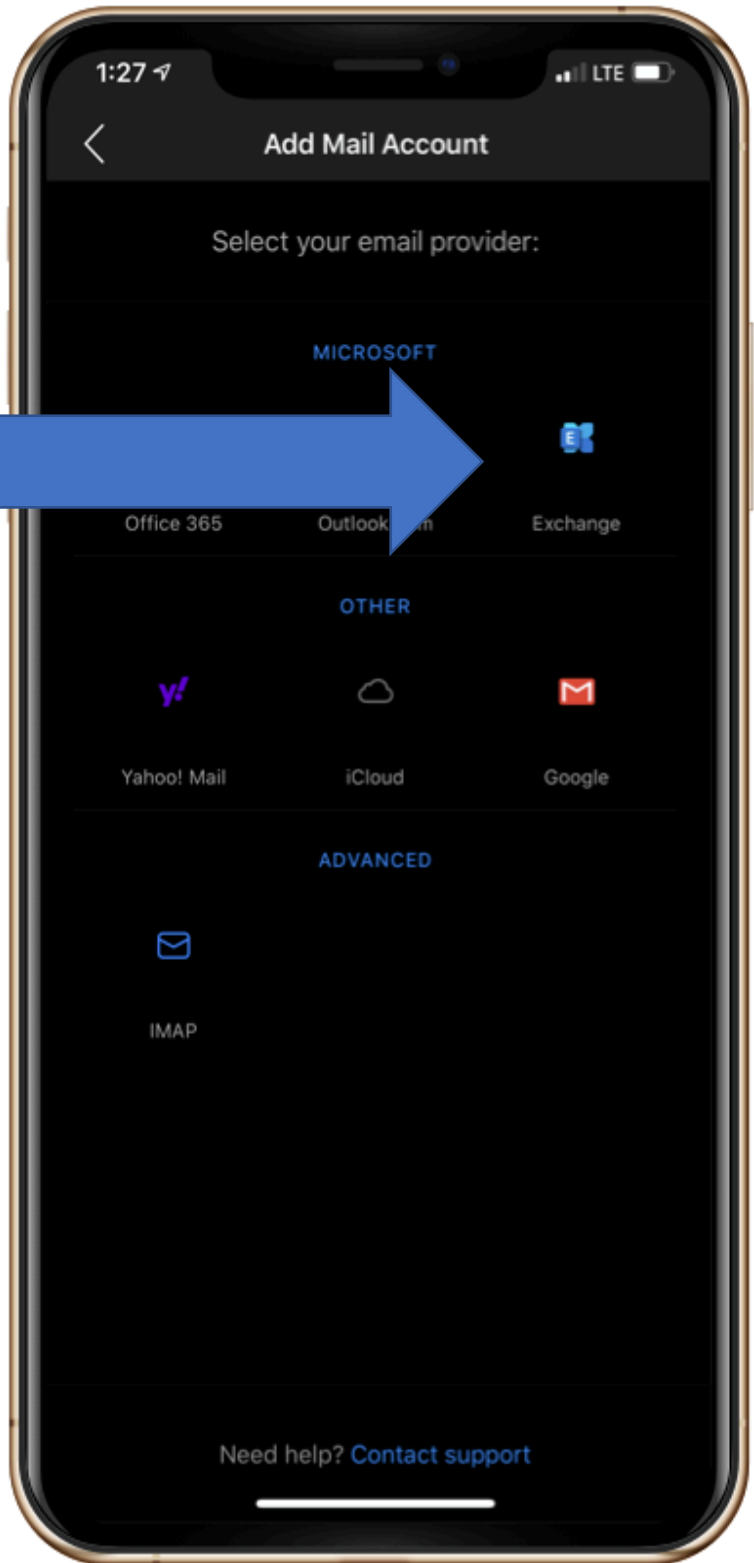 1:27 LTE
Add Mail Account
Select your email provider:
MICROSOFT
E
Office 365 Outlook m Exchange
OTHER
y!
Yahoo! Mail iCloud Google
ADVANCED
IMAP
Need help? Contact support